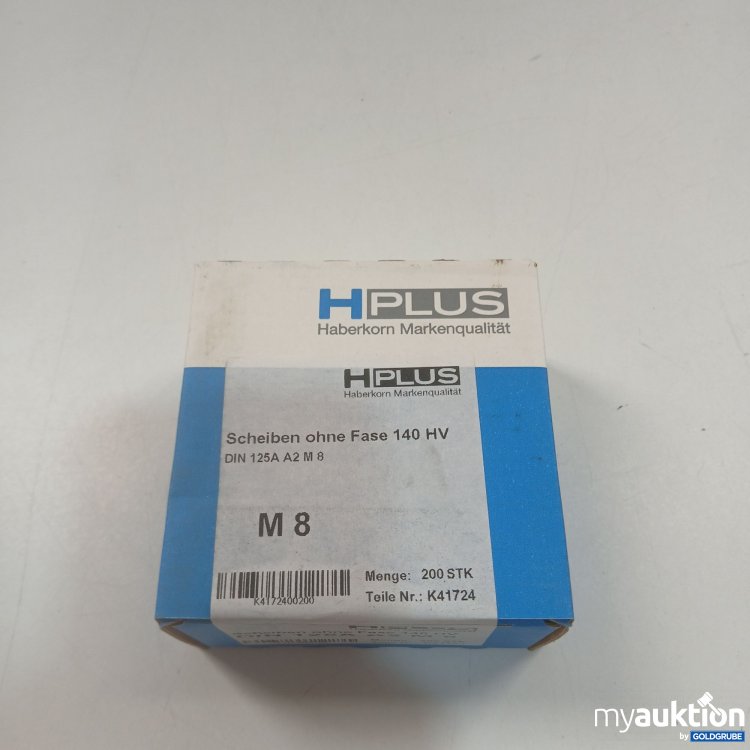 HPLUS
Haberkorn Markenqualität
HPLUS
Haberkorn Markenqualität
Scheiben ohne Fase 140 HV
DIN 125A A2 M 8
M 8
Menge: 200 STK
K4172400200
Teile Nr.: K41724
myauktion
by GOLDGRUBE